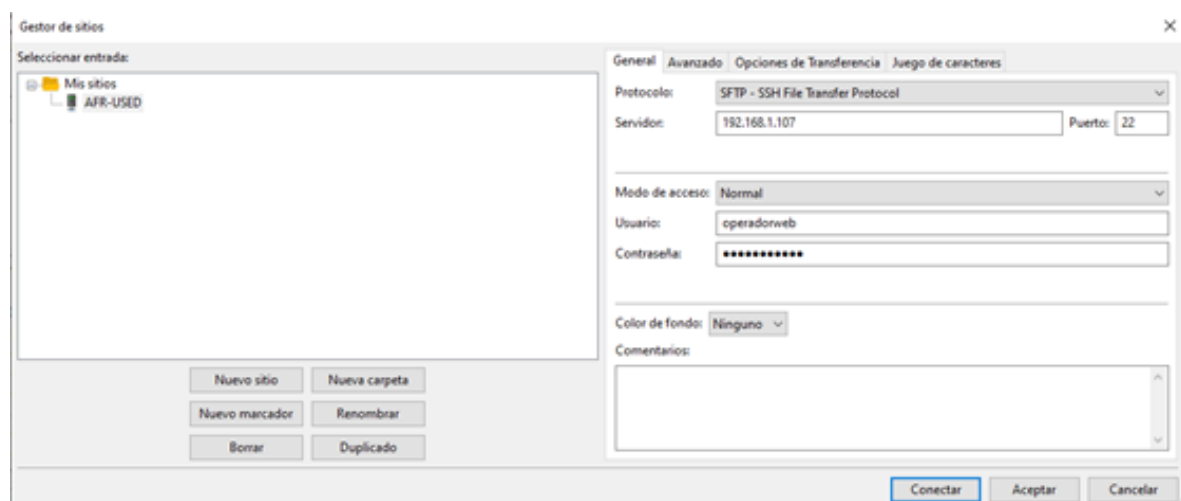 Gestor de sitios
Seleccionar entrada:
Mis sitios
AFR-USED
Nuevo sitio Nueva carpeta
Nuevo marcador Renombrar
Borrar Duplicado
General Avanzado Opciones de Transferencia Juego de caracteres
Protocolo: SFTP - SSH File Transfer Protocol
Servidor: 192.168.1.107 Puerto: 22
Modo de acceso: Normal
Usuario: operadorweb
Contraseña: •••••••••••
Color de fondo: Ninguno
Comentarios:
Conectar Aceptar Cancelar